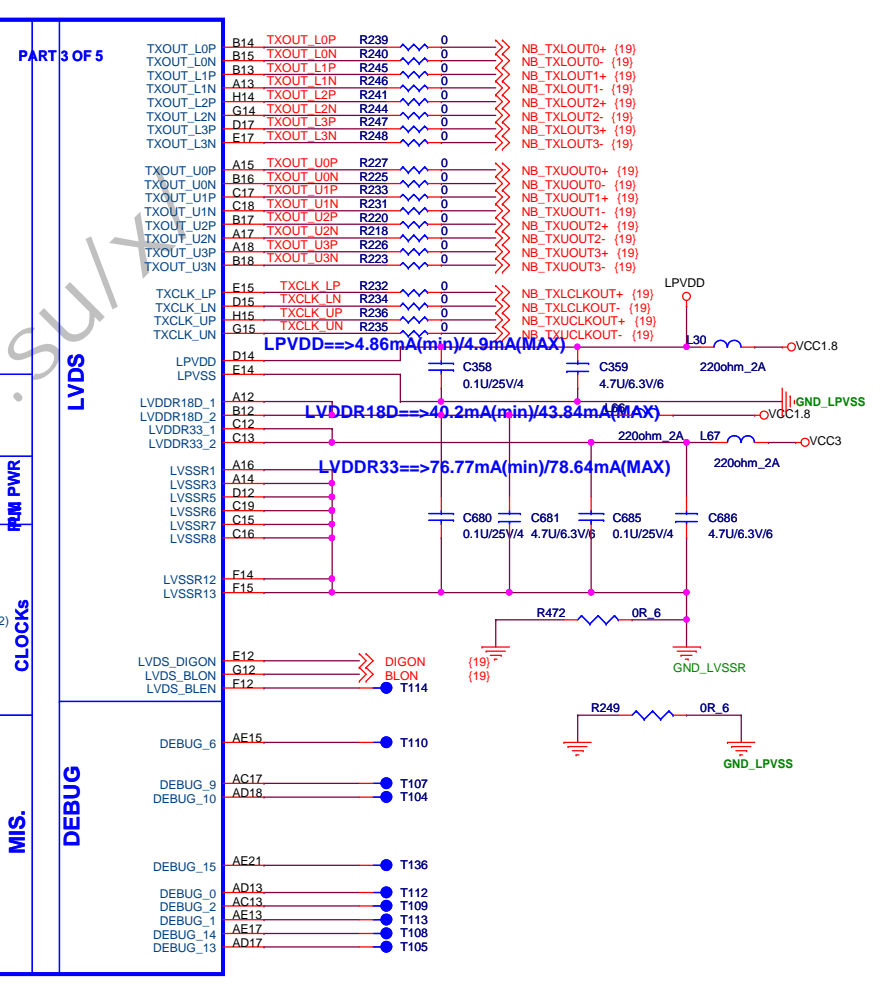 PART 3 OF 5
TXOUT_L0P B14 TXOUT_L0P R239 0 NB_TXLOUT0+ {19}
TXOUT_L0N B15 TXOUT_L0N R240 0 NB_TXLOUT0- {19}
TXOUT_L1P B13 TXOUT_L1P R245 0 NB_TXLOUT1+ {19}
TXOUT_L1N A13 TXOUT_L1N R246 0 NB_TXLOUT1- {19}
TXOUT_L2P H14 TXOUT_L2P R241 0 NB_TXLOUT2+ {19}
TXOUT_L2N G14 TXOUT_L2N R244 0 NB_TXLOUT2- {19}
TXOUT_L3P D17 TXOUT_L3P R247 0 NB_TXLOUT3+ {19}
TXOUT_L3N E17 TXOUT_L3N R248 0 NB_TXLOUT3- {19}
TXOUT_U0P A15 TXOUT_U0P R227 0 NB_TXUOUT0+ {19}
TXOUT_U0N B16 TXOUT_U0N R225 0 NB_TXUOUT0- {19}
TXOUT_U1P C17 TXOUT_U1P R233 0 NB_TXUOUT1+ {19}
TXOUT_U1N C18 TXOUT_U1N R231 0 NB_TXUOUT1- {19}
TXOUT_U2P B17 TXOUT_U2P R220 0 NB_TXUOUT2+ {19}
TXOUT_U2N A17 TXOUT_U2N R218 0 NB_TXUOUT2- {19}
TXOUT_U3P A18 TXOUT_U3P R226 0 NB_TXUOUT3+ {19}
TXOUT_U3N B18 TXOUT_U3N R223 0 NB_TXUOUT3- {19}
LPVDD
TXCLK_LP E15 TXCLK_LP R232 0 NB_TXLCLKOUT+ {19}
TXCLK_LN D15 TXCLK_LN R234 0 NB_TXLCLKOUT- {19}
TXCLK_UP H15 TXCLK_UP R236 0 NB_TXUCLKOUT+ {19}
TXCLK_UN G15 TXCLK_UN R235 0 NB_TXUCLKOUT- {19}
.su/x/
LPVDD==>4.86mA(min)/4.9mA(MAX)
L30 VCC1.8
220ohm_2A
LPVDD D14
LPVSS E14
C358 0.1U/25V/4
C359 4.7U/6.3V/6
GND_LPVSS
LVDS
LVDDR18D_1 A12
LVDDR18D_2 B12
LVDDR18D==>40.2mA(min)/43.84mA(MAX)
VCC1.8
220ohm_2A
LVDDR33_1 C12
LVDDR33_2 C13
L67 VCC3
220ohm_2A
LVDDR33==>76.77mA(min)/78.64mA(MAX)
LVSSR1 A16
LVSSR3 A14
LVSSR5 D12
LVSSR6 C19
LVSSR7 C15
LVSSR8 C16
PWR
C680 0.1U/25V/4
C681 4.7U/6.3V/6
C685 0.1U/25V/4
C686 4.7U/6.3V/6
LVSSR12 F14
LVSSR13 F15
R472 0R_6
GND_LVSSR
2)
CLOCKs
LVDS_DIGON E12 DIGON {19}
LVDS_BLON G12 BLON {19}
LVDS_BLEN F12 T114
R249 0R_6
GND_LPVSS
MIS.
DEBUG
DEBUG_6 AE15 T110
DEBUG_9 AC17 T107
DEBUG_10 AD18 T104
DEBUG_15 AE21 T136
DEBUG_0 AD13 T112
DEBUG_2 AC13 T109
DEBUG_1 AE13 T113
DEBUG_14 AE17 T108
DEBUG_13 AD17 T105